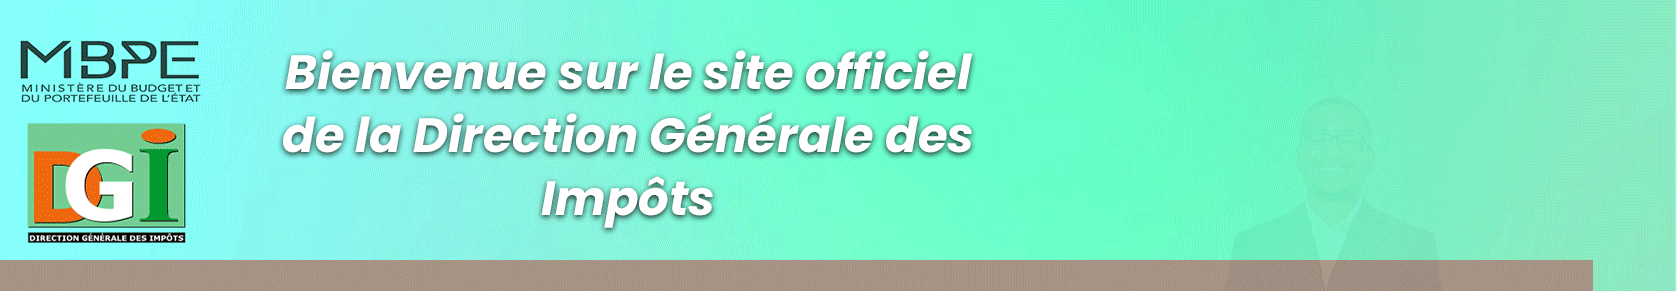 MBPE
MINISTÈRE DU BUDGET ET
DU PORTEFEUILLE DE L'ÉTAT
DGI
DIRECTION GÉNÉRALE DES IMPÔTS
Bienvenue sur le site officiel
de la Direction Générale des
Impôts